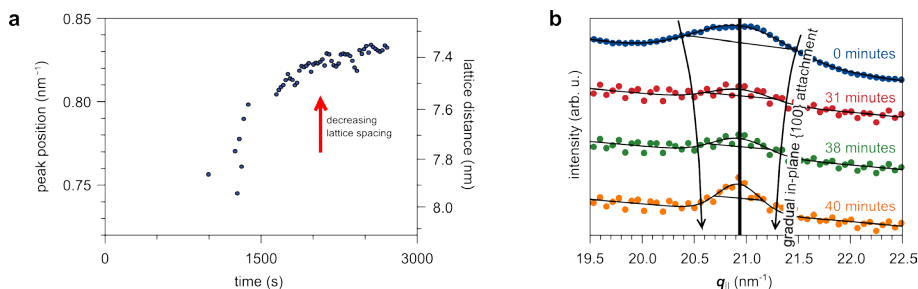 a
0.85
0.80
0.75
peak position (nm⁻¹)
0
1500
3000
time (s)
7.4
7.6
7.8
8.0
lattice distance (nm)
decreasing
lattice spacing
b
intensity (arb. u.)
0 minutes
31 minutes
38 minutes
40 minutes
gradual in-plane {100} attachment
19.5
20.0
20.5
21.0
21.5
22.0
22.5
q|| (nm⁻¹)